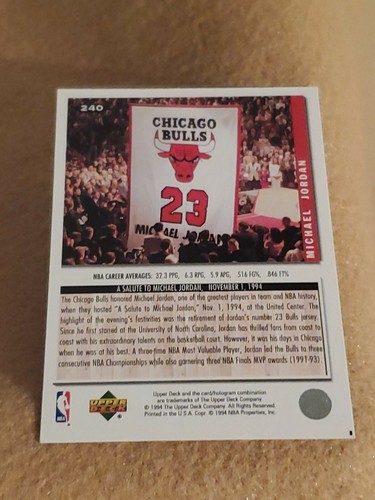 240
CHICAGO
BULLS
23
MICHAEL JORDAN
MICHAEL JORDAN
NBA CAREER AVERAGES: 32.3 PPG, 6.3 RPG, 5.9 APG, .516 FG%, .846 FT%
A SALUTE TO MICHAEL JORDAN, NOVEMBER 1, 1994
The Chicago Bulls honored Michael Jordan, one of the greatest players in team and NBA history,
when they hosted "A Salute to Michael Jordan," Nov. 1, 1994, at the United Center. The
highlight of the evening's festivities was the retirement of Jordan's number 23 Bulls jersey.
Since he first starred at the University of North Carolina, Jordan has thrilled fans from coast to
coast with his extraordinary talents on the basketball court. However, it was his days in Chicago
when he was at his best. A three-time NBA Most Valuable Player, Jordan led the Bulls to three
consecutive NBA Championships while also garnering three NBA Finals MVP awards (1991-93).
NBA
UPPER
DECK
Upper Deck and the card/hologram combination
are trademarks of The Upper Deck Company.
© 1994 The Upper Deck Company. All Rights Reserved.
Printed in the U.S.A. Copr. © 1994 NBA Properties, Inc.